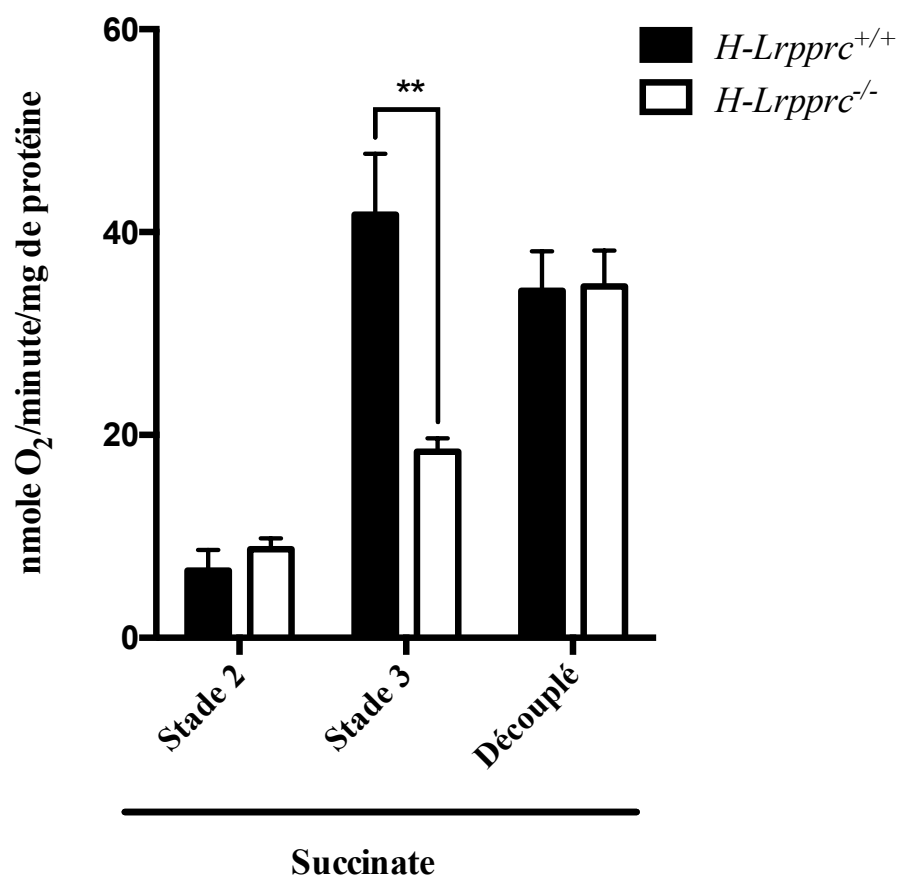 H-Lrpprc+/+
H-Lrpprc-/-
nmole O2/minute/mg de protéine
60
40
20
0
**
Stade 2
Stade 3
Découplé
Succinate